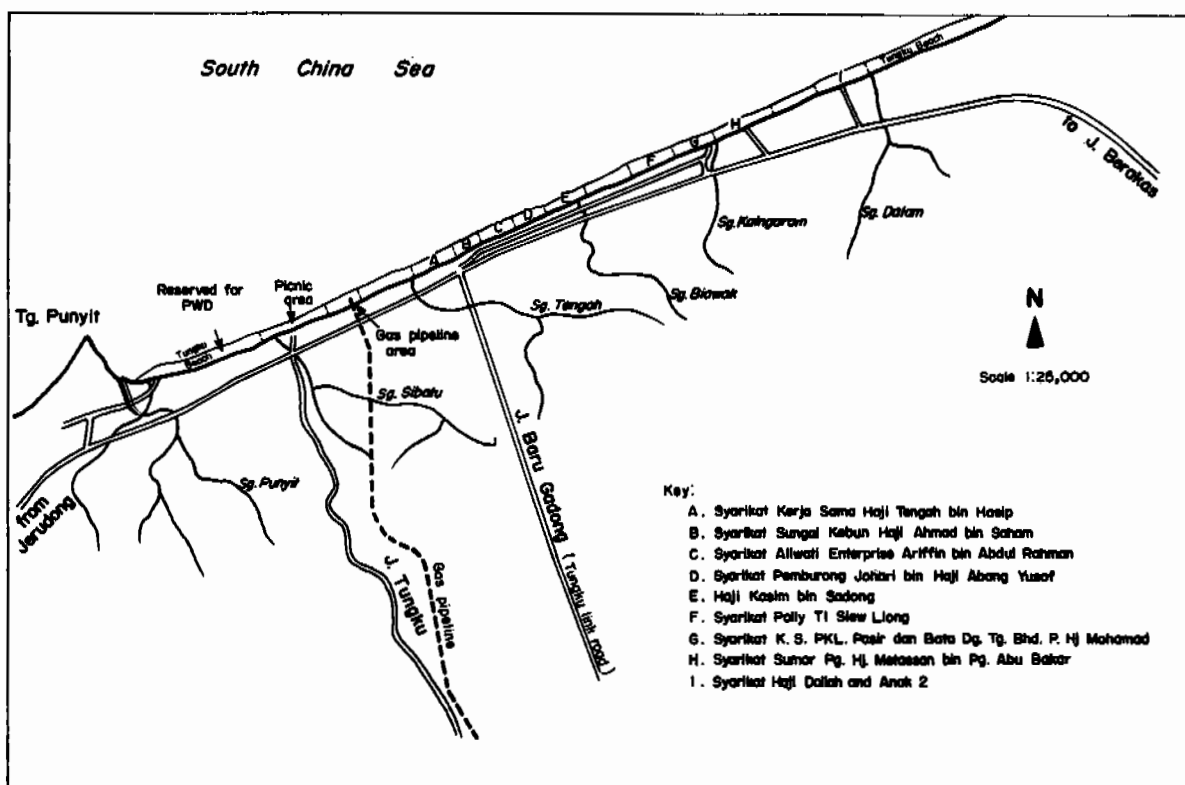 South China Sea
Tungku Beach
to J. Berakas
H
G
F
E
D
C
B
A
I
Sg. Dalam
Sg. Kaingaram
Sg. Biawak
Sg. Tengah
Reserved for
PWD
Picnic
area
Tg. Punyit
Tungku
Beach
Gas pipeline
area
Sg. Sibatu
Sg. Punyit
from
Jerudong
J. Tungku
Gas pipeline
J. Baru Gadong (Tungku link road)
N
Scale 1:25,000
Key:
A. Syarikat Kerja Sama Haji Tengah bin Hasip
B. Syarikat Sungai Kebun Haji Ahmad bin Saham
C. Syarikat Aliwati Enterprise Ariffin bin Abdul Rahman
D. Syarikat Pemburong Johari bin Haji Abang Yusof
E. Haji Kasim bin Sadong
F. Syarikat Polly Ti Siew Liong
G. Syarikat K. S. PKL. Pasir dan Bata Dg. Tg. Bhd. P. Hj Mohamad
H. Syarikat Sumar Pg. Hj. Metassan bin Pg. Abu Bakar
I. Syarikat Haji Dollah and Anak 2